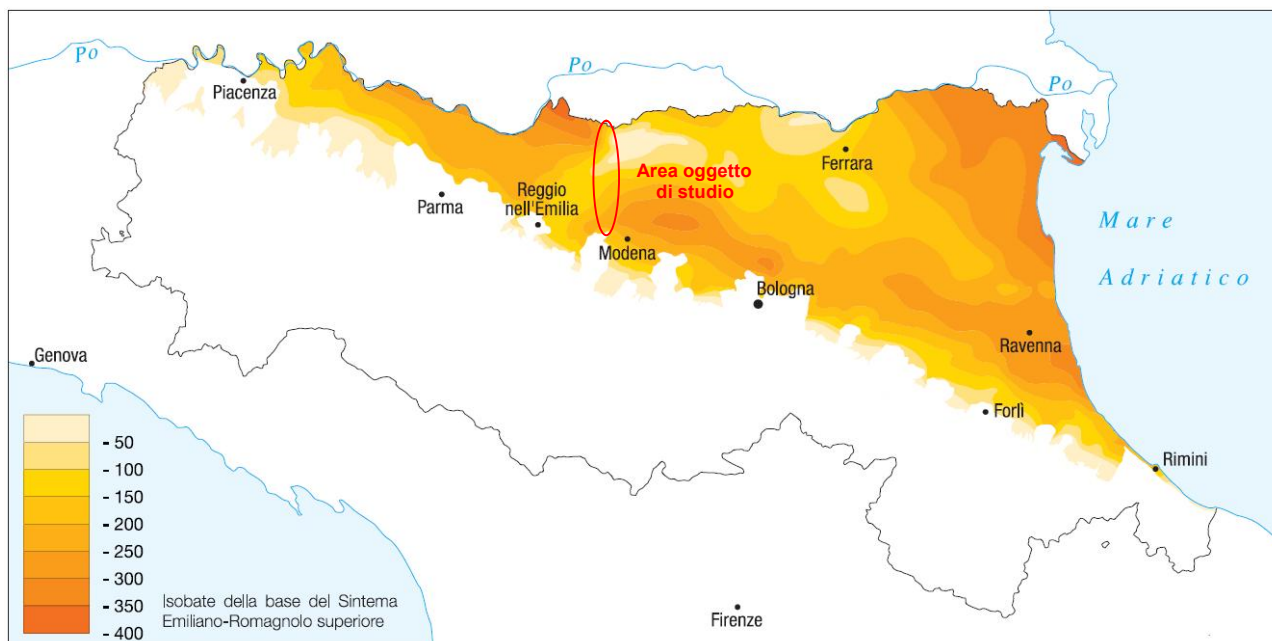 Po
Piacenza
Po
Po
Ferrara
Area oggetto
di studio
Parma
Reggio
nell'Emilia
Modena
Mare
Adriatico
Bologna
Ravenna
Genova
Forlì
Rimini
- 50
- 100
- 150
- 200
- 250
- 300
- 350
- 400
Isobate della base del Sintema
Emiliano-Romagnolo superiore
Firenze